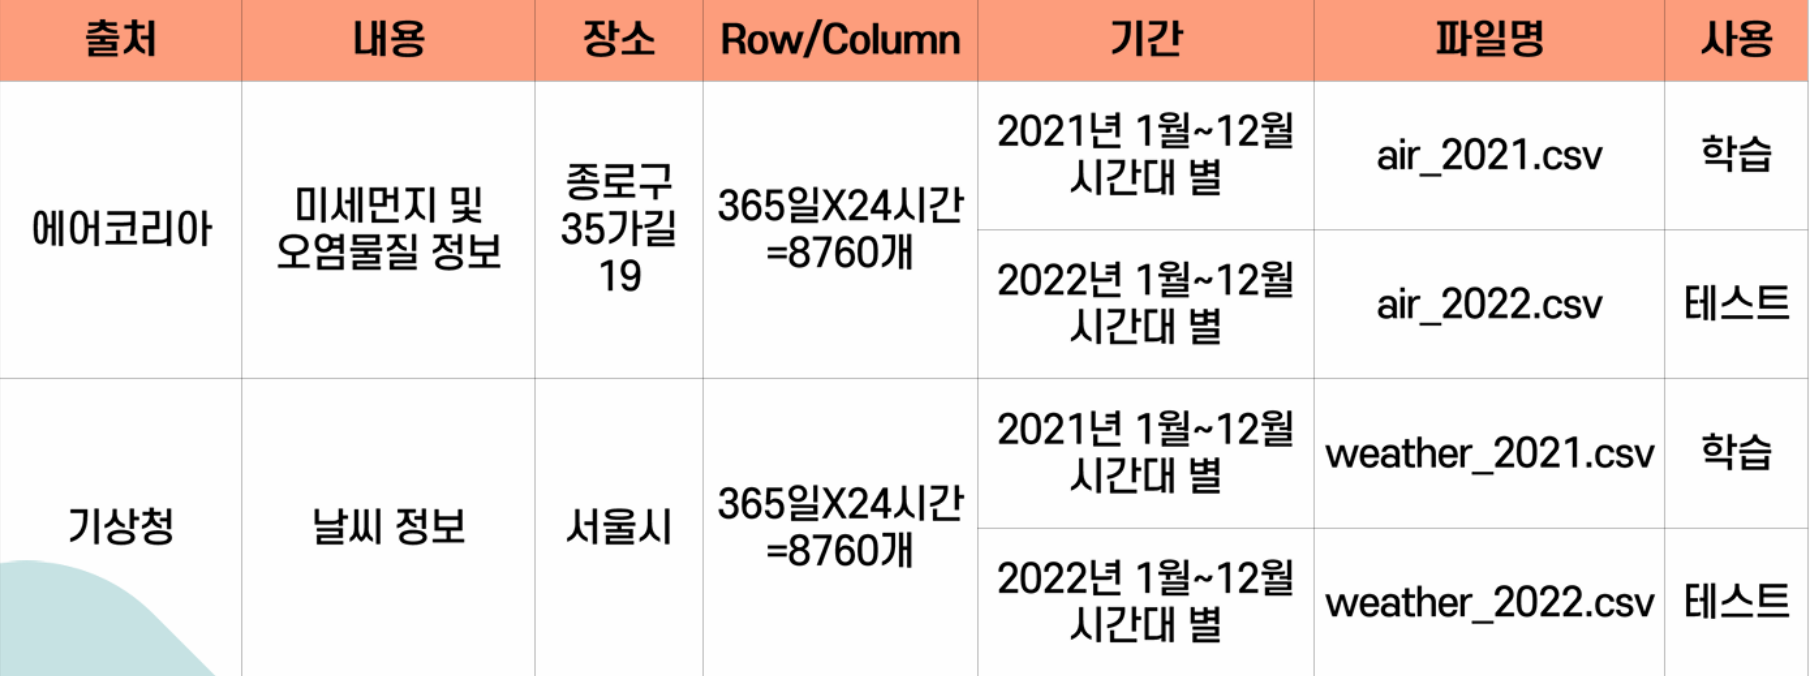 출처 내용 장소 Row/Column 기간 파일명 사용
에어코리아
미세먼지 및
오염물질 정보
종로구
35가길
19
365일X24시간
=8760개
2021년 1월~12월
시간대 별
air_2021.csv
학습
2022년 1월~12월
시간대 별
air_2022.csv
테스트
기상청
날씨 정보
서울시
365일X24시간
=8760개
2021년 1월~12월
시간대 별
weather_2021.csv
학습
2022년 1월~12월
시간대 별
weather_2022.csv
테스트